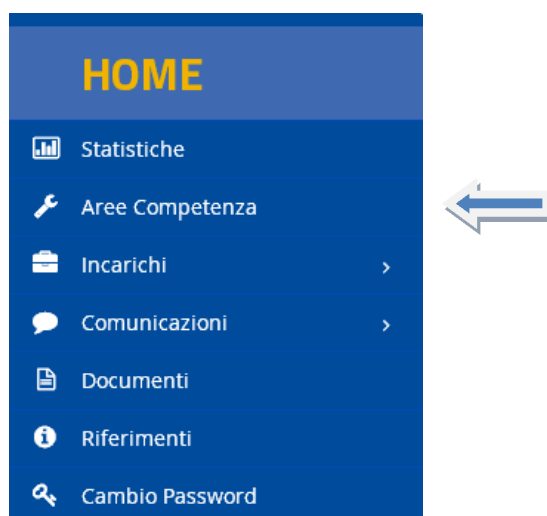 HOME
Statistiche
Aree Competenza
Incarichi
Comunicazioni
Documenti
Riferimenti
Cambio Password